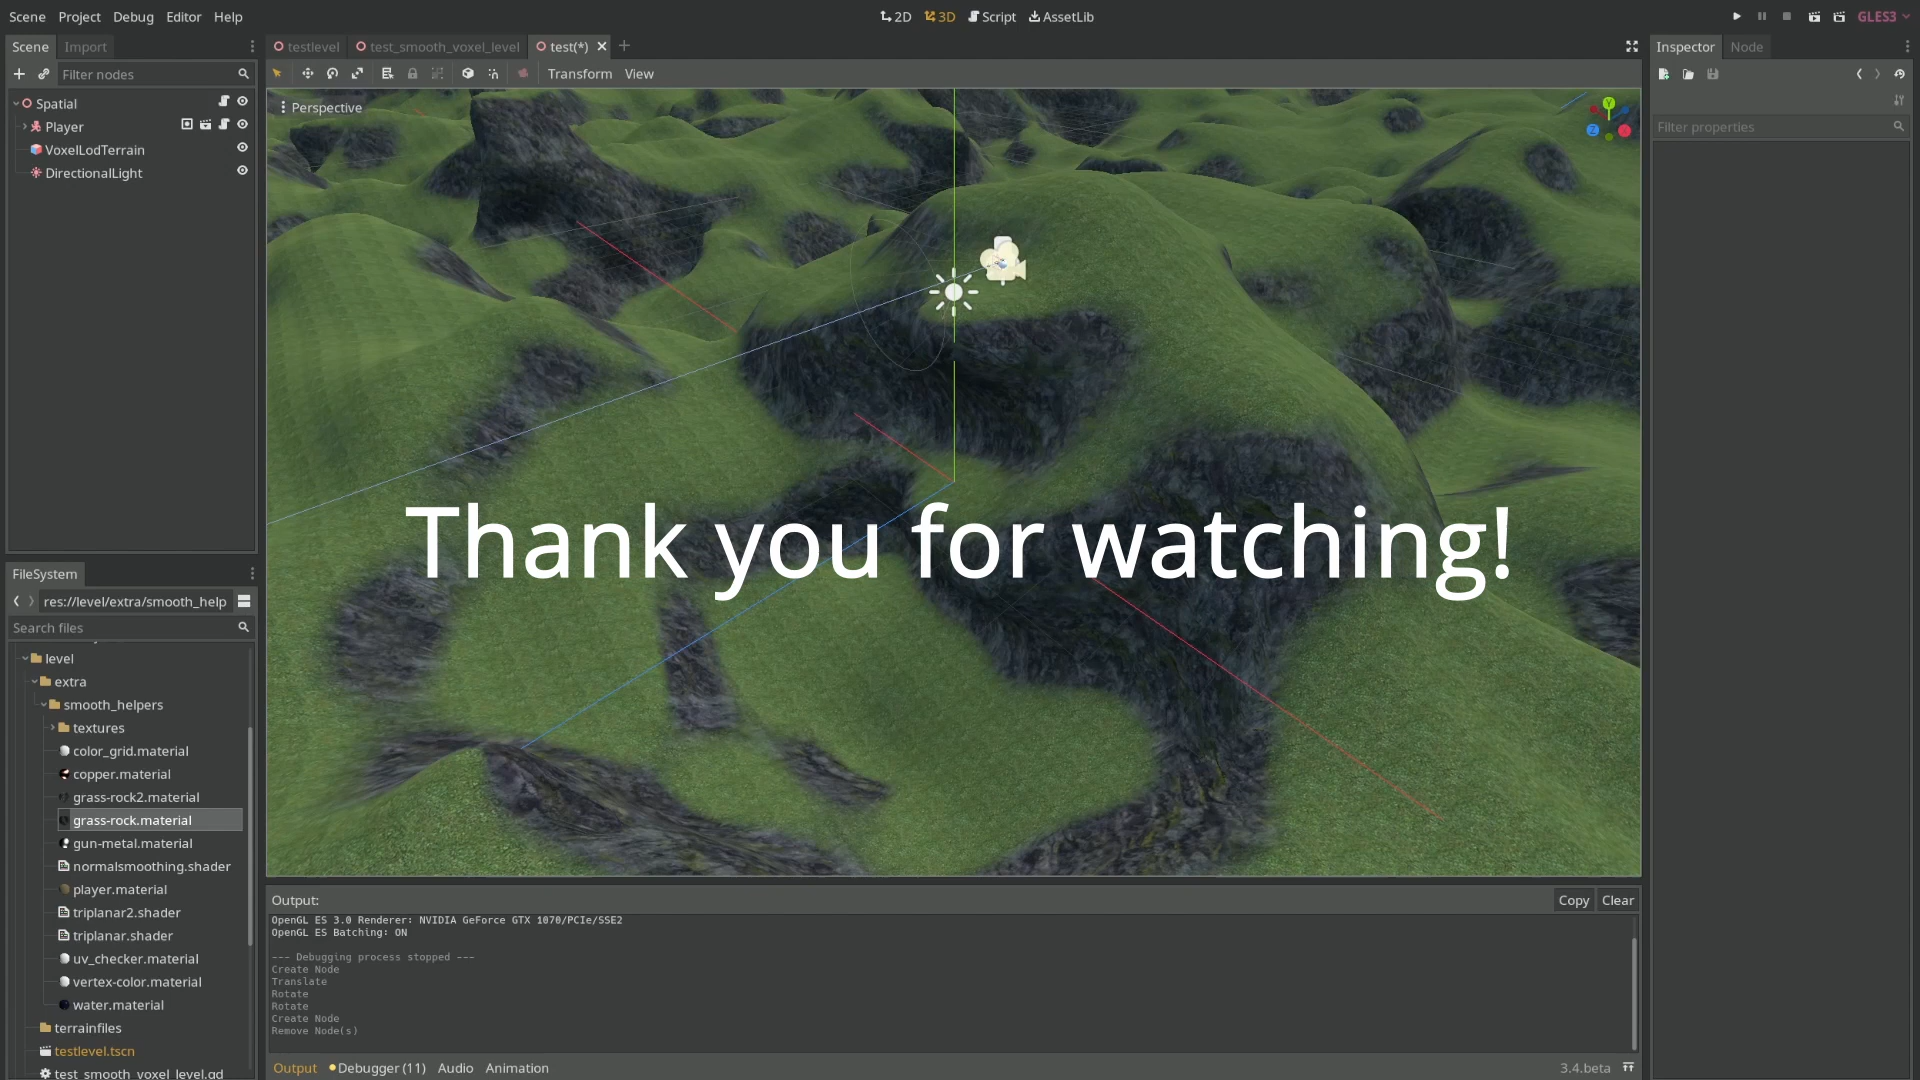 Scene Project Debug Editor Help
2D 3D Script AssetLib
GLES3
Scene Import
testlevel test_smooth_voxel_level test(*)
Inspector Node
Filter nodes
Transform View
Spatial
Player
VoxelLodTerrain
DirectionalLight
Perspective
Y
Z
Filter properties
Thank you for watching!
FileSystem
res://level/extra/smooth_help
Search files
level
extra
smooth_helpers
textures
color_grid.material
copper.material
grass-rock2.material
grass-rock.material
gun-metal.material
normalsmoothing.shader
player.material
triplanar2.shader
triplanar.shader
uv_checker.material
vertex-color.material
water.material
terrainfiles
testlevel.tscn
test_smooth_voxel_level.gd
Output:
Copy Clear
OpenGL ES 3.0 Renderer: NVIDIA GeForce GTX 1070/PCIe/SSE2
OpenGL ES Batching: ON
--- Debugging process stopped ---
Create Node
Translate
Rotate
Rotate
Create Node
Remove Node(s)
Output Debugger (11) Audio Animation
3.4.beta